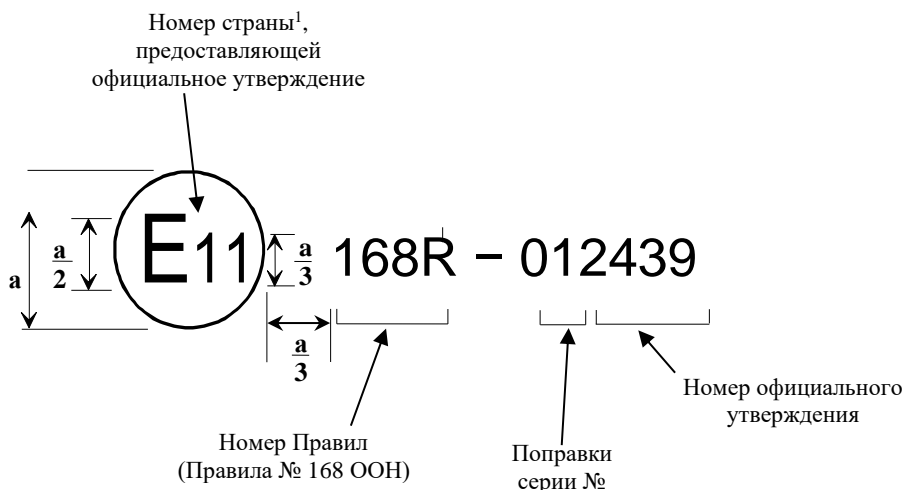 Номер страны¹,
предоставляющей
официальное утверждение
a
a
2
E11
a
3
168R – 012439
a
3
Номер Правил
(Правила № 168 ООН)
Поправки
серии №
Номер официального
утверждения